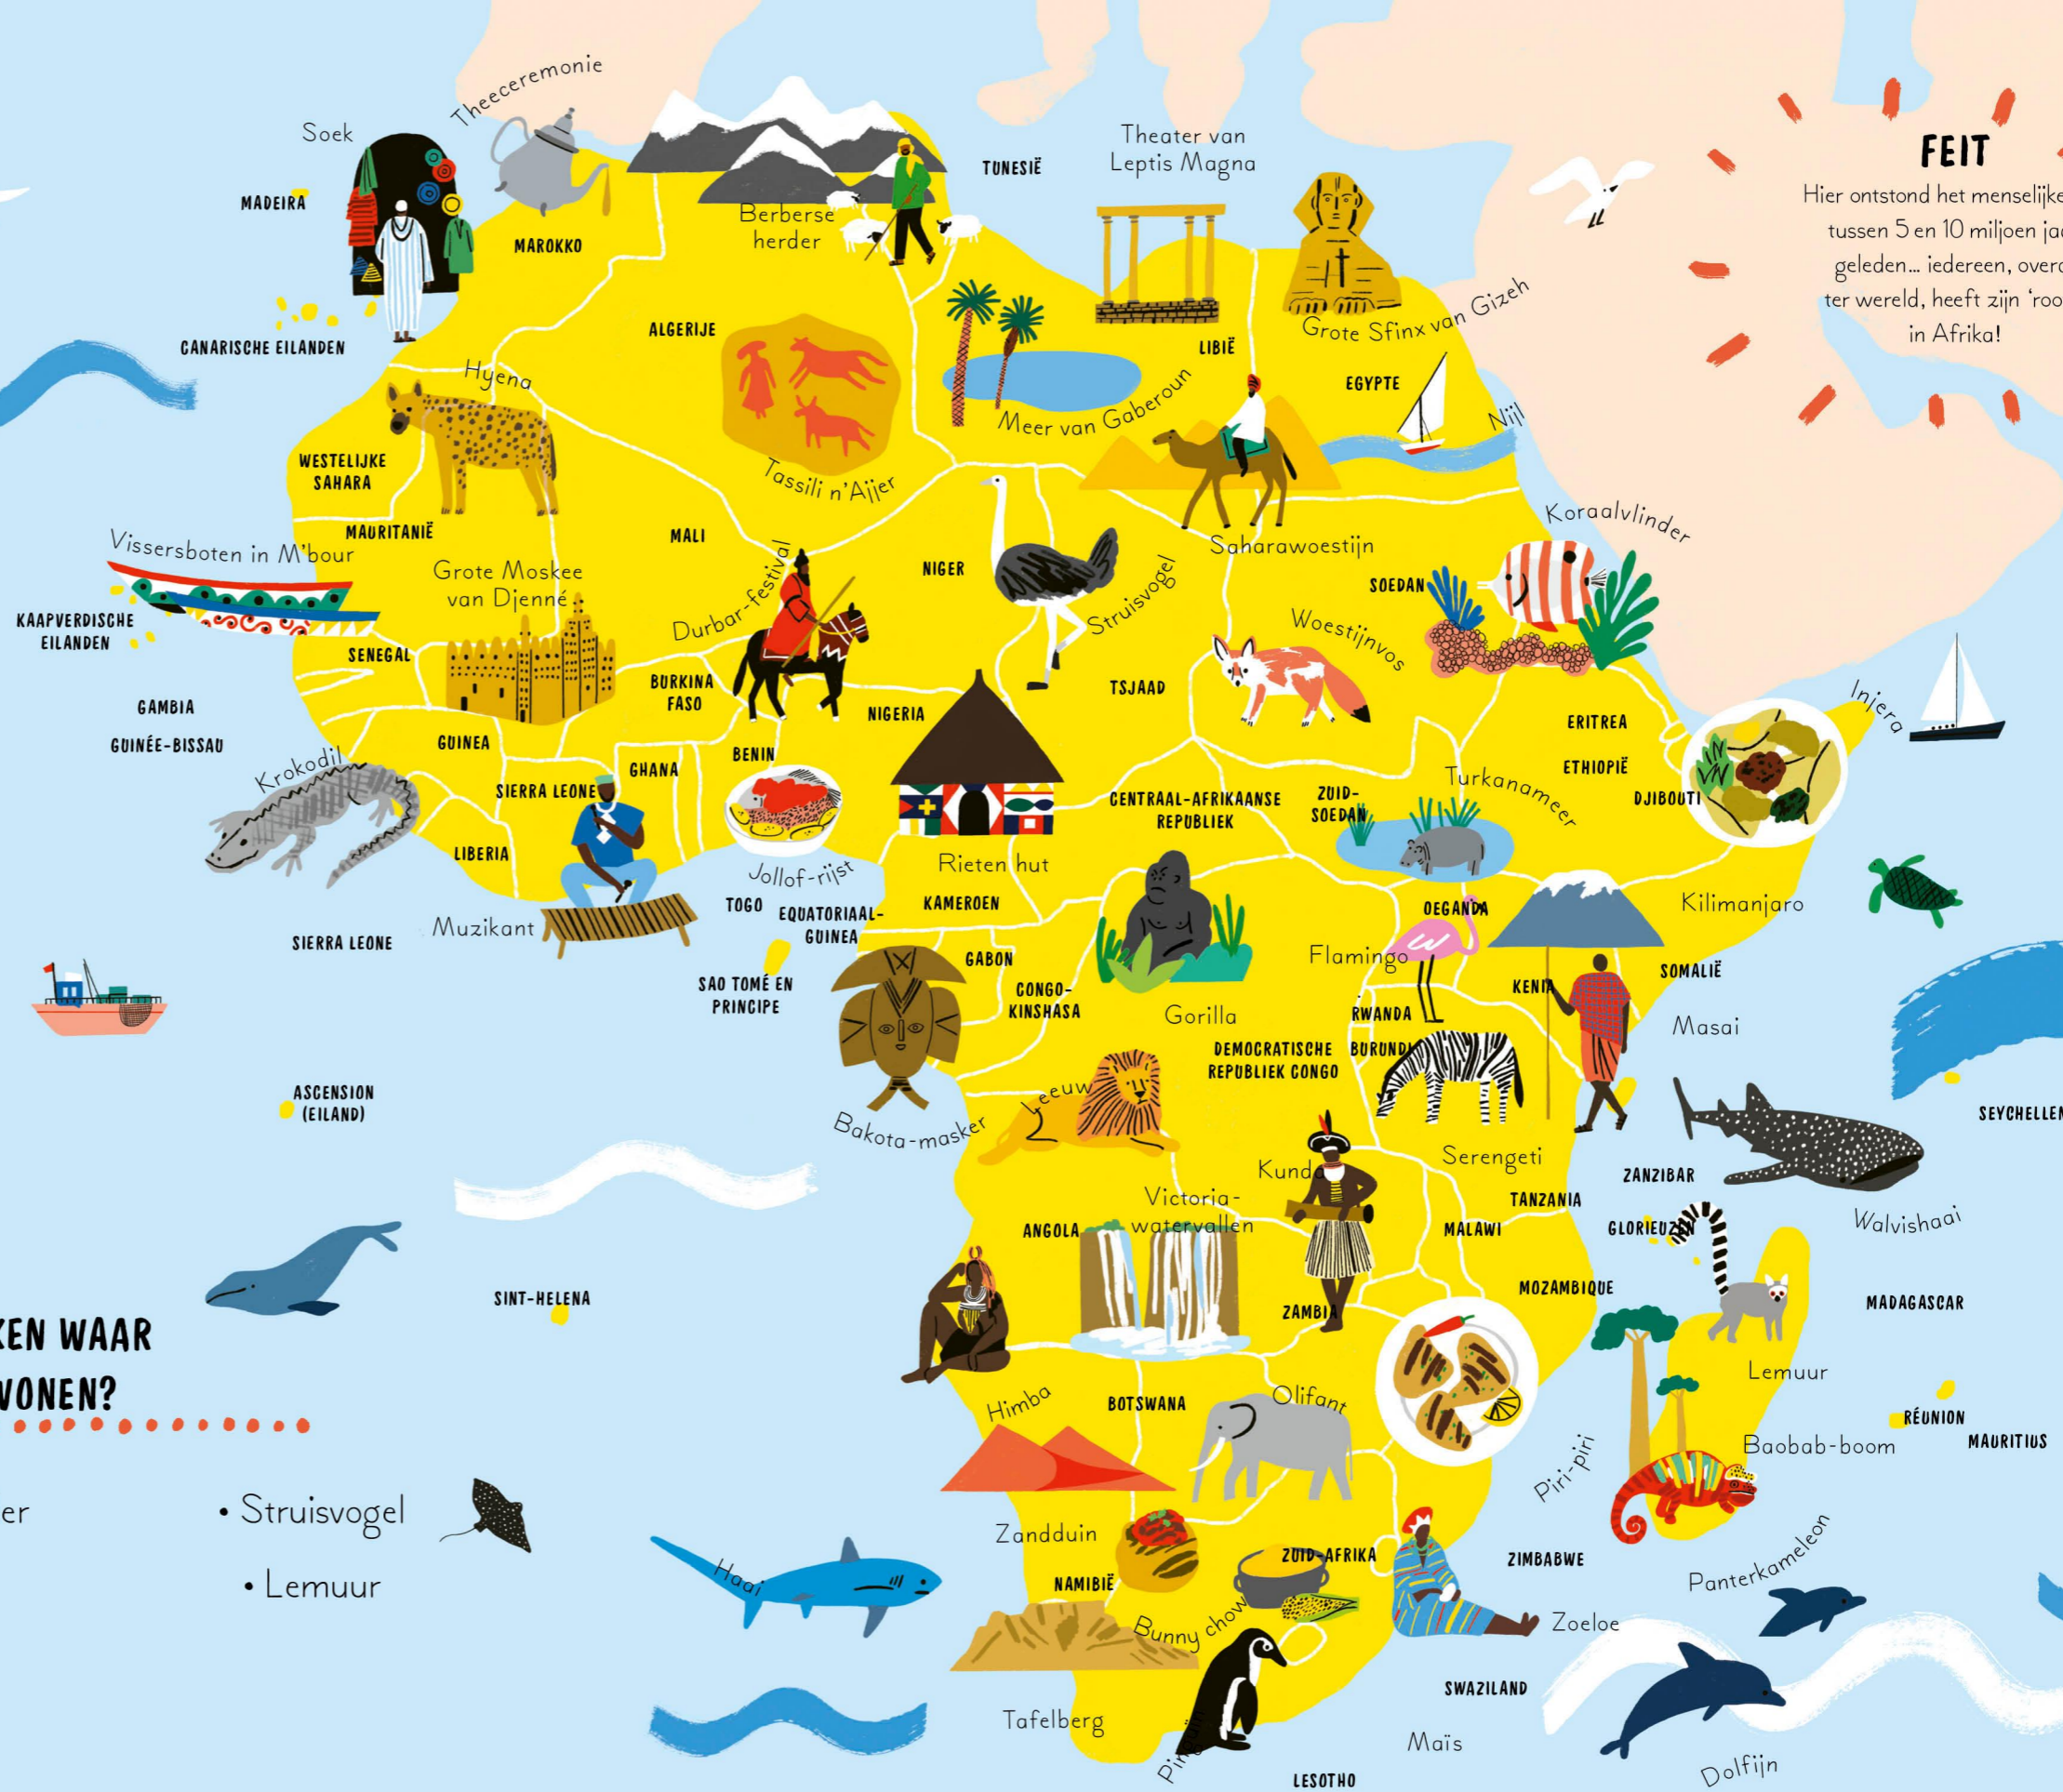 Theeceremonie
Soek
MADEIRA
MAROKKO
CANARISCHE EILANDEN
Berberse
herder
TUNESIË
Theater van
Leptis Magna
FEIT
Hier ontstond het menselijke
tussen 5 en 10 miljoen
geleden... iedereen,
ter wereld, heeft zijn
in Afrika!
ALGERIJE
LIBIË
Grote Sfinx van Gizeh
EGYPTE
Nijl
Hyena
Meer van Gaberoun
Tassili n'Ajjer
WESTELIJKE
SAHARA
MAURITANIË
MALI
Saharawoestijn
Koraalvlinder
Vissersboten in M'bour
Grote Moskee
van Djenné
Durbar-festival
NIGER
Struisvogel
SOEDAN
Woestijnvos
KAAPVERDISCHE
EILANDEN
SENEGAL
BURKINA
FASO
NIGERIA
TSJAAD
Injera
GAMBIA
GUINÉE-BISSAU
GUINEA
BENIN
ERITREA
ETHIOPIË
Krokodil
SIERRA LEONE
GHANA
CENTRAAL-AFRIKAANSE
REPUBLIEK
ZUID-
SOEDAN
Turkanameer
DJIBOUTI
LIBERIA
Jollof-rijst
Rieten hut
Muzikant
TOGO
EQUATORIAAL-
GUINEA
KAMEROEN
OEGANDA
Kilimanjaro
SIERRA LEONE
SAO TOMÉ EN
PRINCIPE
GABON
CONGO-
KINSHASA
Gorilla
Flamingo
KENIA
SOMALIË
RWANDA
Masai
DEMOCRATISCHE
REPUBLIEK CONGO
BURUNDI
ASCENSION
(EILAND)
Bakota-masker
Leeuw
SEYCHELLEN
Kunda
Serengeti
ZANZIBAR
TANZANIA
Walvishaai
Victoria-
watervallen
ANGOLA
MALAWI
GLORIEUZEN
SINT-HELENA
ZAMBIA
MOZAMBIQUE
MADAGASCAR
KEN WAAR
WONEN?
Himba
BOTSWANA
Olifant
Lemuur
RÉUNION
MAURITIUS
Piri-piri
Baobab-boom
er
• Struisvogel
• Lemuur
Haai
Zandduin
NAMIBIË
ZUID-AFRIKA
ZIMBABWE
Panterkameleon
Bunny chow
Zoeloe
Tafelberg
Pinguïn
SWAZILAND
Maïs
Dolfijn
LESOTHO